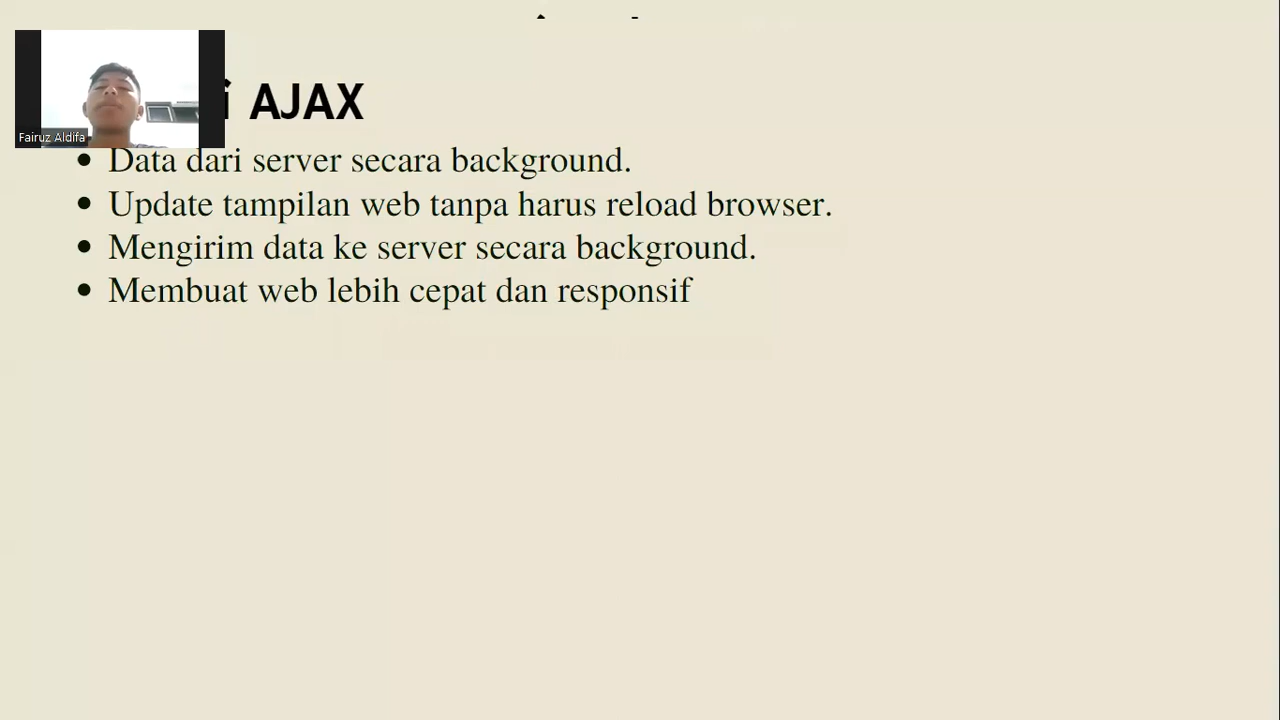 AJAX
Fairuz Aldifa
Data dari server secara background.
Update tampilan web tanpa harus reload browser.
Mengirim data ke server secara background.
Membuat web lebih cepat dan responsif